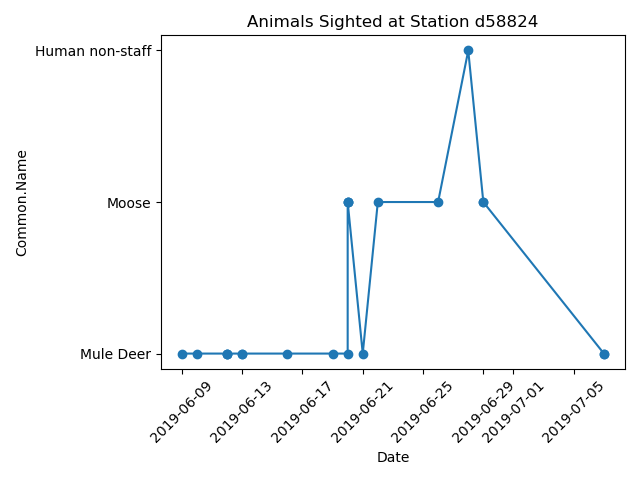 Animals Sighted at Station d58824
Human non-staff
Moose
Mule Deer
Common.Name
2019-06-09
2019-06-13
2019-06-17
2019-06-21
2019-06-25
2019-06-29
2019-07-01
2019-07-05
Date